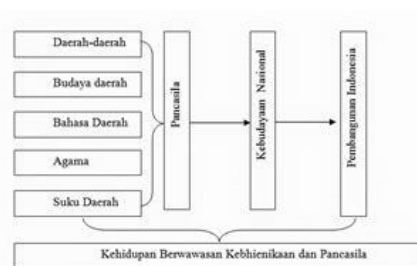 Daerah-daerah
Budaya daerah
Bahasa Daerah
Agama
Suku Daerah
Pancasila
Kebudayaan Nasional
Pembangunan Indonesia
Kehidupan Berwawasan Kebhienikaan dan Pancasila